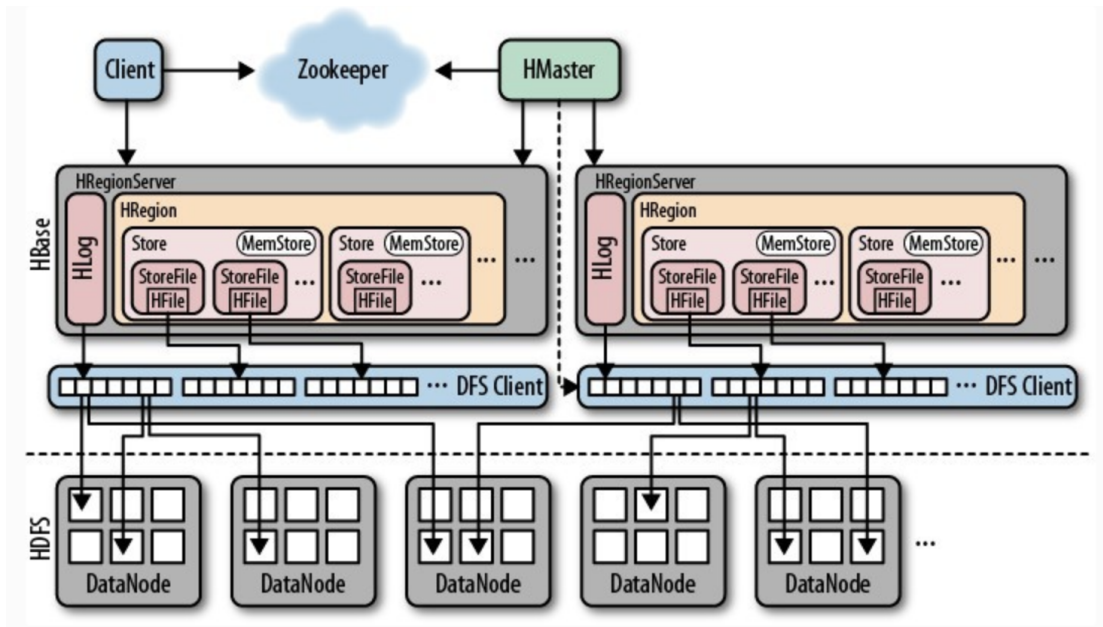 Client
Zookeeper
HMaster
HBase
HRegionServer
HLog
HRegion
Store
MemStore
StoreFile
HFile
StoreFile
HFile
...
Store
MemStore
StoreFile
HFile
...
...
...
HRegionServer
HLog
HRegion
Store
MemStore
StoreFile
HFile
StoreFile
HFile
...
Store
MemStore
StoreFile
HFile
...
...
...
... DFS Client
... DFS Client
HDFS
DataNode
DataNode
DataNode
DataNode
DataNode
...